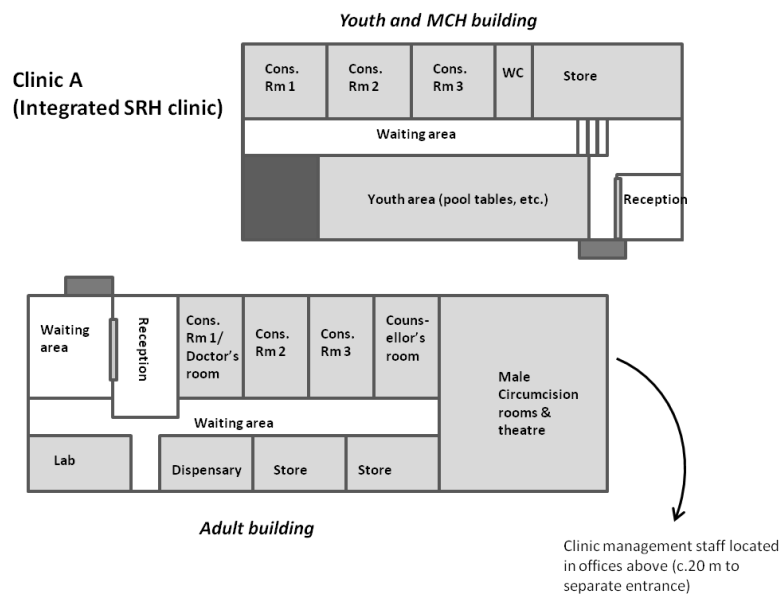 Youth and MCH building
Clinic A
(Integrated SRH clinic)
Cons.
Rm 1
Cons.
Rm 2
Cons.
Rm 3
WC
Store
Waiting area
Youth area (pool tables, etc.)
Reception
Waiting
area
Reception
Cons.
Rm 1/
Doctor's
room
Cons.
Rm 2
Cons.
Rm 3
Couns-
ellor's
room
Male
Circumcision
rooms &
theatre
Waiting area
Lab
Dispensary
Store
Store
Adult building
Clinic management staff located
in offices above (c.20 m to
separate entrance)